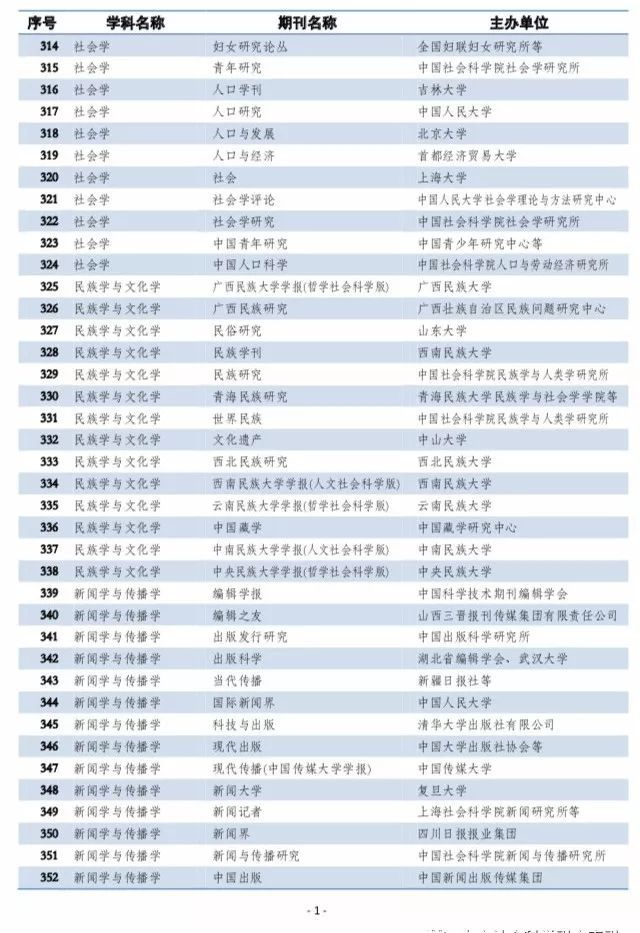 序号 学科名称 期刊名称 主办单位
314 社会学 妇女研究论丛 全国妇联妇女研究所等
315 社会学 青年研究 中国社会科学院社会学研究所
316 社会学 人口学刊 吉林大学
317 社会学 人口研究 中国人民大学
318 社会学 人口与发展 北京大学
319 社会学 人口与经济 首都经济贸易大学
320 社会学 社会 上海大学
321 社会学 社会学评论 中国人民大学社会学理论与方法研究中心
322 社会学 社会学研究 中国社会科学院社会学研究所
323 社会学 中国青年研究 中国青少年研究中心等
324 社会学 中国人口科学 中国社会科学院人口与劳动经济研究所
325 民族学与文化学 广西民族大学学报(哲学社会科学版) 广西民族大学
326 民族学与文化学 广西民族研究 广西壮族自治区民族问题研究中心
327 民族学与文化学 民俗研究 山东大学
328 民族学与文化学 民族学刊 西南民族大学
329 民族学与文化学 民族研究 中国社会科学院民族学与人类学研究所
330 民族学与文化学 青海民族研究 青海民族大学民族学与社会学学院等
331 民族学与文化学 世界民族 中国社会科学院民族学与人类学研究所
332 民族学与文化学 文化遗产 中山大学
333 民族学与文化学 西北民族研究 西北民族大学
334 民族学与文化学 西南民族大学学报(人文社会科学版) 西南民族大学
335 民族学与文化学 云南民族大学学报(哲学社会科学版) 云南民族大学
336 民族学与文化学 中国藏学 中国藏学研究中心
337 民族学与文化学 中南民族大学学报(人文社会科学版) 中南民族大学
338 民族学与文化学 中央民族大学学报(哲学社会科学版) 中央民族大学
339 新闻学与传播学 编辑学报 中国科学技术期刊编辑学会
340 新闻学与传播学 编辑之友 山西三晋报刊传媒集团有限责任公司
341 新闻学与传播学 出版发行研究 中国出版科学研究所
342 新闻学与传播学 出版科学 湖北省编辑学会、武汉大学
343 新闻学与传播学 当代传播 新疆日报社等
344 新闻学与传播学 国际新闻界 中国人民大学
345 新闻学与传播学 科技与出版 清华大学出版社有限公司
346 新闻学与传播学 现代出版 中国大学出版社协会等
347 新闻学与传播学 现代传播(中国传媒大学学报) 中国传媒大学
348 新闻学与传播学 新闻大学 复旦大学
349 新闻学与传播学 新闻记者 上海社会科学院新闻研究所等
350 新闻学与传播学 新闻界 四川日报报业集团
351 新闻学与传播学 新闻与传播研究 中国社会科学院新闻与传播研究所
352 新闻学与传播学 中国出版 中国新闻出版传媒集团
- 1 -